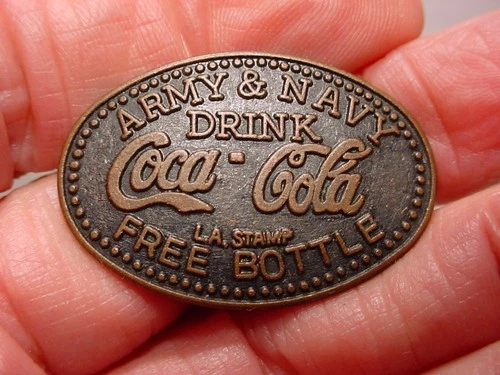 ARMY & NAVY
DRINK
Coca-Cola
L.A. STAMP
FREE BOTTLE